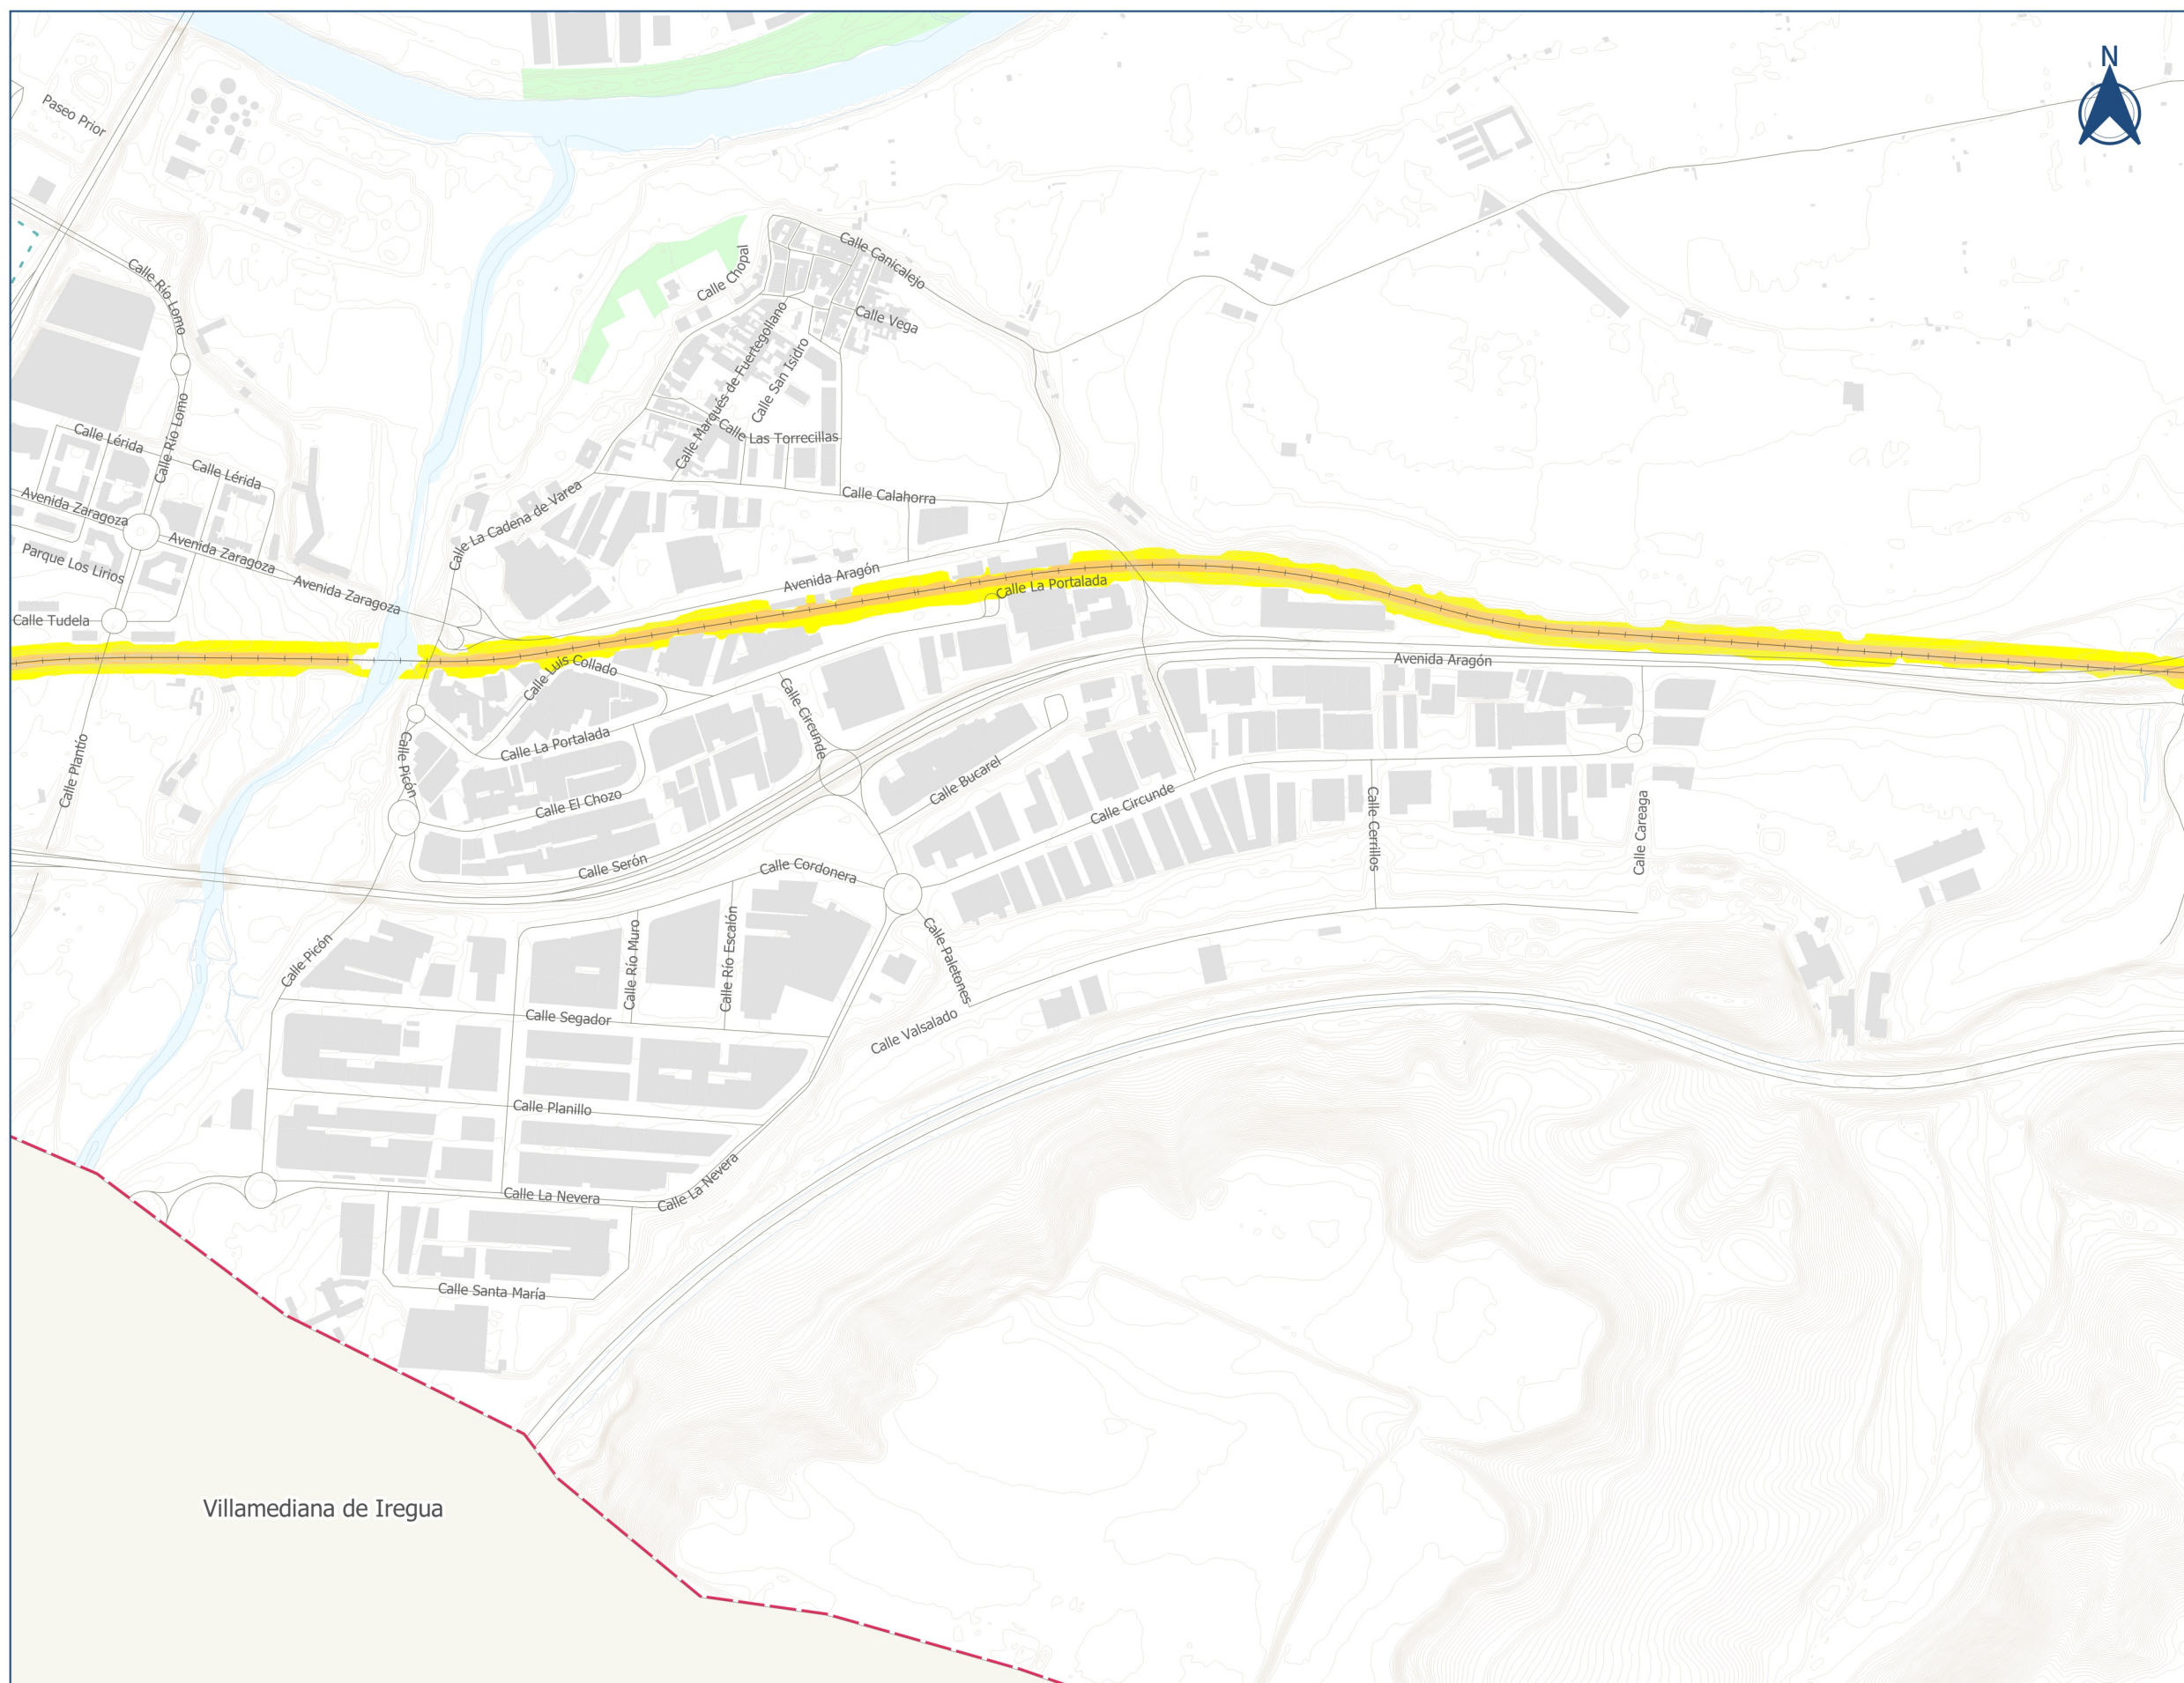 N
Paseo Prior
Calle Canicalejo
Calle Chopal
Calle Río Lomo
Calle Vega
Calle Marqués de Fuertegollano
Calle San Isidro
Calle Río Lomo
Calle Lérida
Calle Las Torrecillas
Calle Lérida
Avenida Zaragoza
Calle Calahorra
Calle La Cadena de Varea
Avenida Zaragoza
Parque Los Lirios
Avenida Zaragoza
Avenida Aragón
Calle La Portalada
Calle Tudela
Calle Luis Collado
Avenida Aragón
Calle Circunde
Calle La Portalada
Calle Picón
Calle Plantío
Calle Bucarel
Calle El Chozo
Calle Circunde
Calle Cerrillos
Calle Careaga
Calle Serón
Calle Cordonera
Calle Picón
Calle Río Muro
Calle Río Escalón
Calle Paletones
Calle Segador
Calle Valsalado
Calle Planillo
Calle La Nevera
Calle La Nevera
Calle Santa María
Villamediana de Iregua